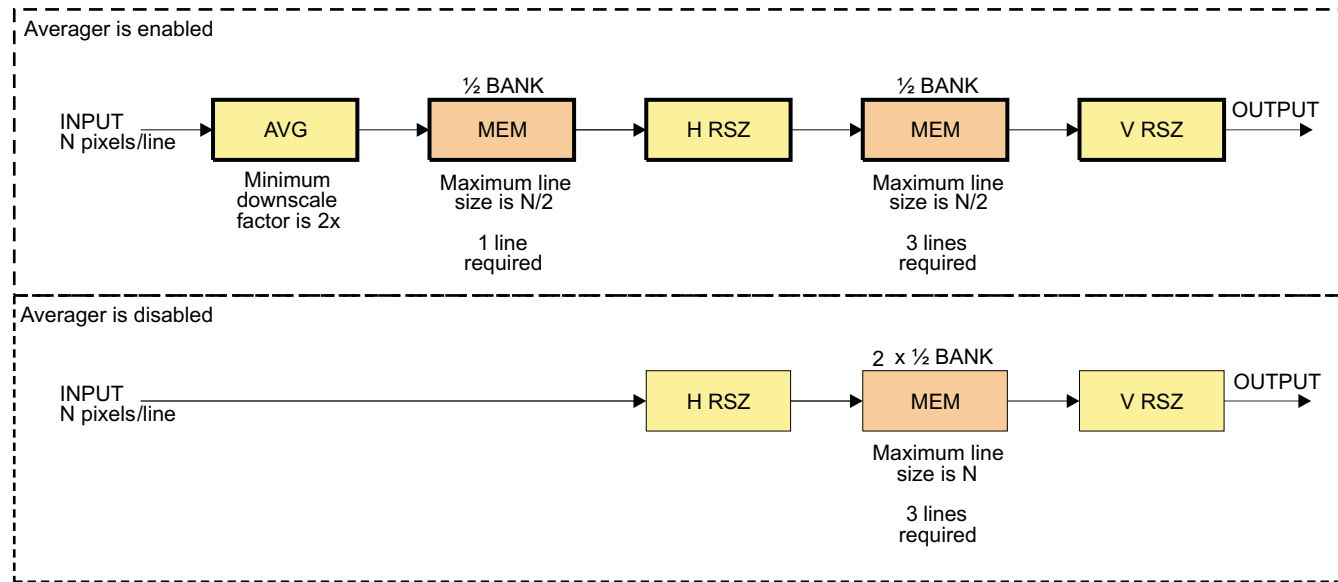 Averager is enabled
½ BANK
½ BANK
INPUT
N pixels/line
AVG
MEM
H RSZ
MEM
V RSZ
OUTPUT
Minimum
downscale
factor is 2x
Maximum line
size is N/2
1 line
required
Maximum line
size is N/2
3 lines
required
Averager is disabled
2 x ½ BANK
INPUT
N pixels/line
H RSZ
MEM
V RSZ
OUTPUT
Maximum line
size is N
3 lines
required